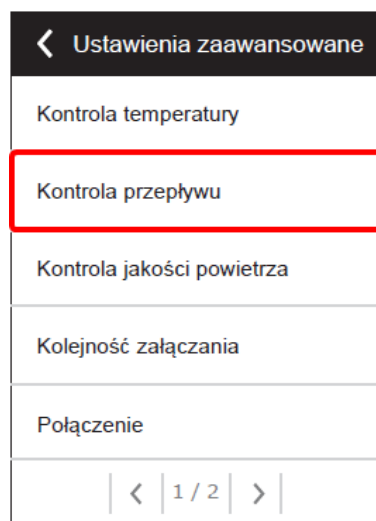 Ustawienia zaawansowane
Kontrola temperatury
Kontrola przepływu
Kontrola jakości powietrza
Kolejność załączania
Połączenie
1 / 2